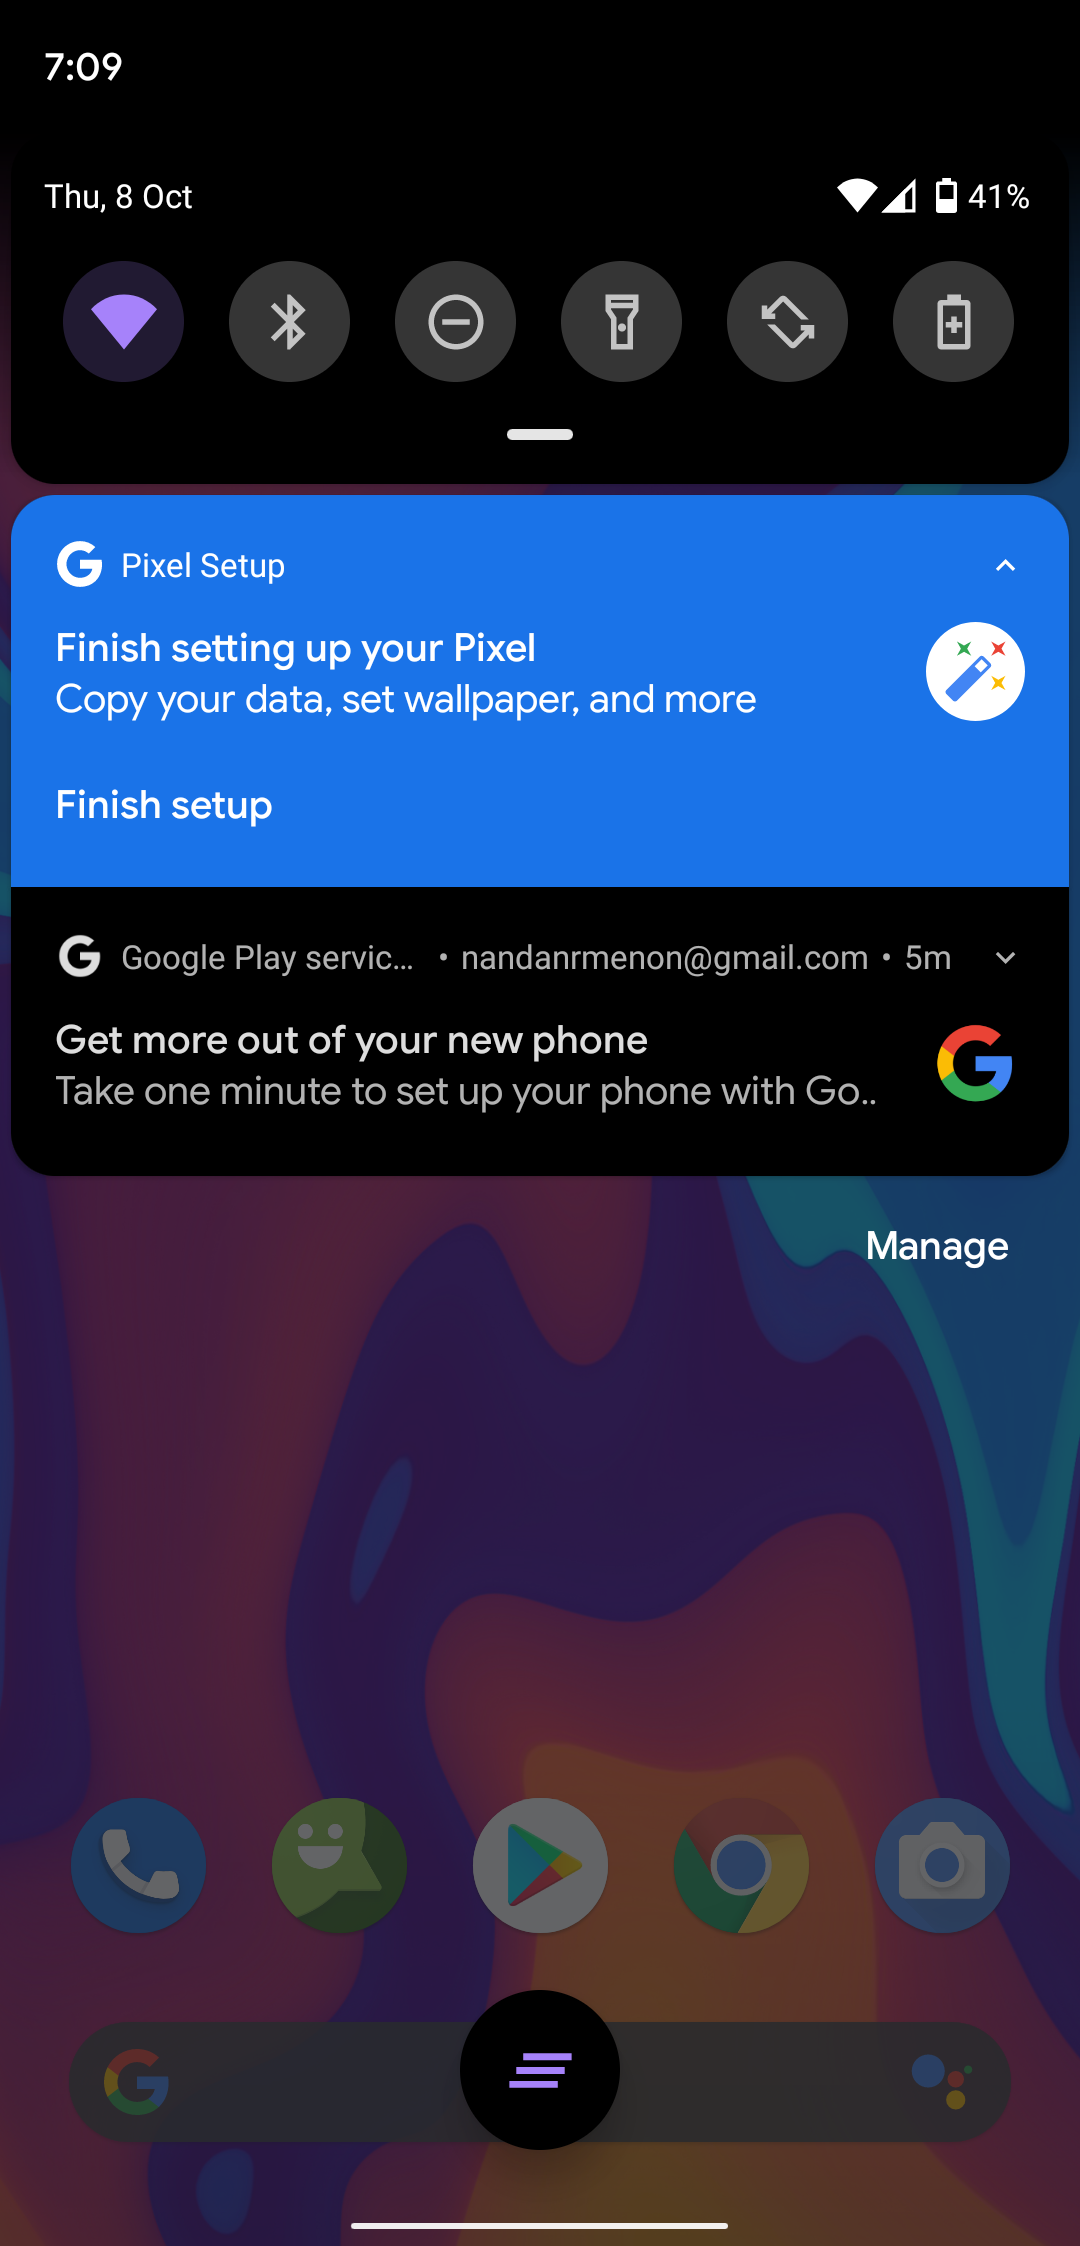 7:09
Thu, 8 Oct
41%
Pixel Setup
Finish setting up your Pixel
Copy your data, set wallpaper, and more
Finish setup
Google Play servic... • nandanrmenon@gmail.com • 5m
Get more out of your new phone
Take one minute to set up your phone with Go..
Manage